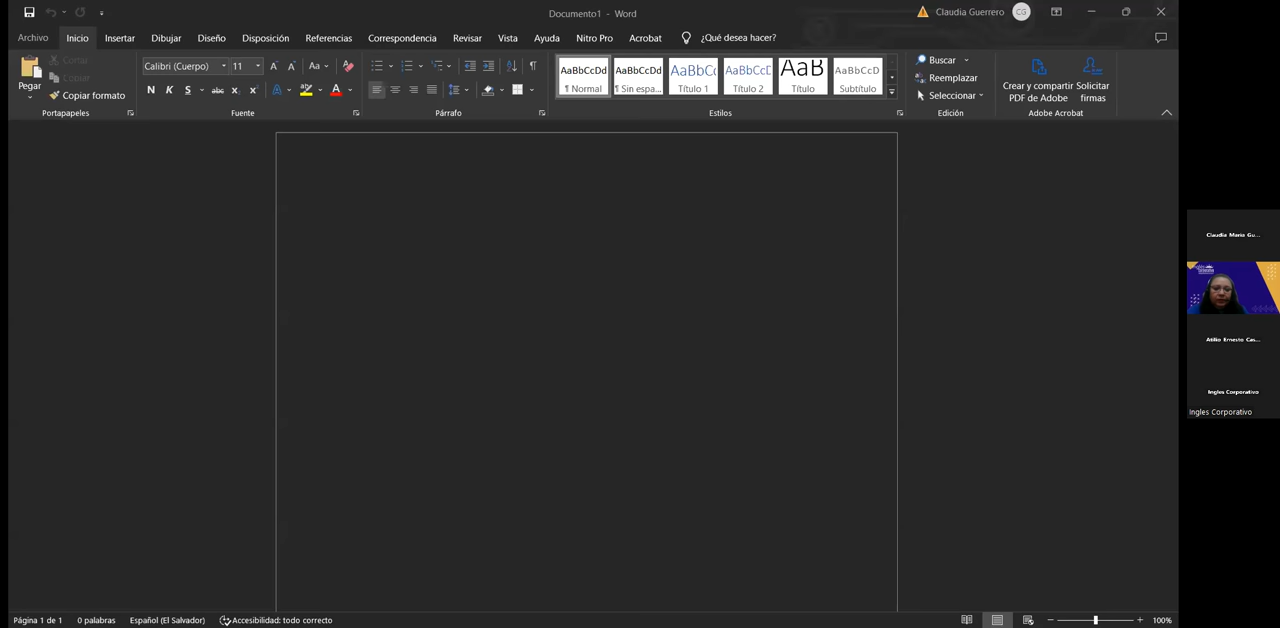 Documento1 - Word
Claudia Guerrero
CG
Archivo
Inicio
Insertar
Dibujar
Diseño
Disposición
Referencias
Correspondencia
Revisar
Vista
Ayuda
Nitro Pro
Acrobat
¿Qué desea hacer?
Pegar
Cortar
Copiar
Copiar formato
Portapapeles
Calibri (Cuerpo)
11
Aa
N K S abc x x
A A
Fuente
Párrafo
AaBbCcDd
¶ Normal
AaBbCcDd
¶ Sin espa...
AaBbC(
Título 1
AaBbCcE
Título 2
AaB
Título
AaBbCcD
Subtítulo
Estilos
Buscar
Reemplazar
Seleccionar
Edición
Crear y compartir
PDF de Adobe
Solicitar
firmas
Adobe Acrobat
Claudia Maria Gu...
Atilio Ernesto Cas...
Ingles Corporativo
Ingles Corporativo
Página 1 de 1
0 palabras
Español (El Salvador)
Accesibilidad: todo correcto
100%